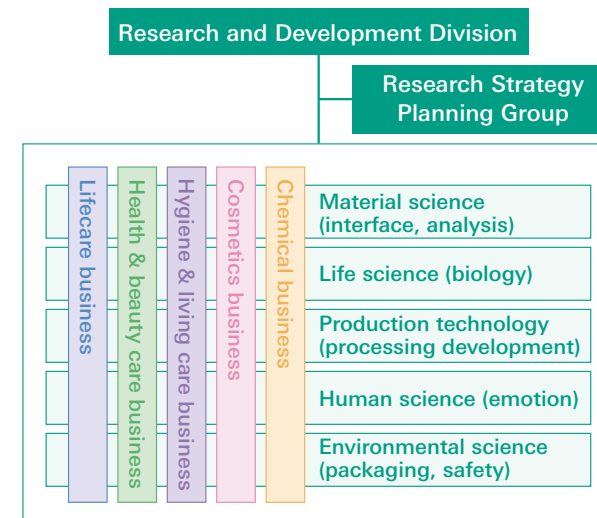 Research and Development Division
Research Strategy
Planning Group
Lifecare business
Health & beauty care business
Hygiene & living care business
Cosmetics business
Chemical business
Material science
(interface, analysis)
Life science (biology)
Production technology
(processing development)
Human science (emotion)
Environmental science
(packaging, safety)